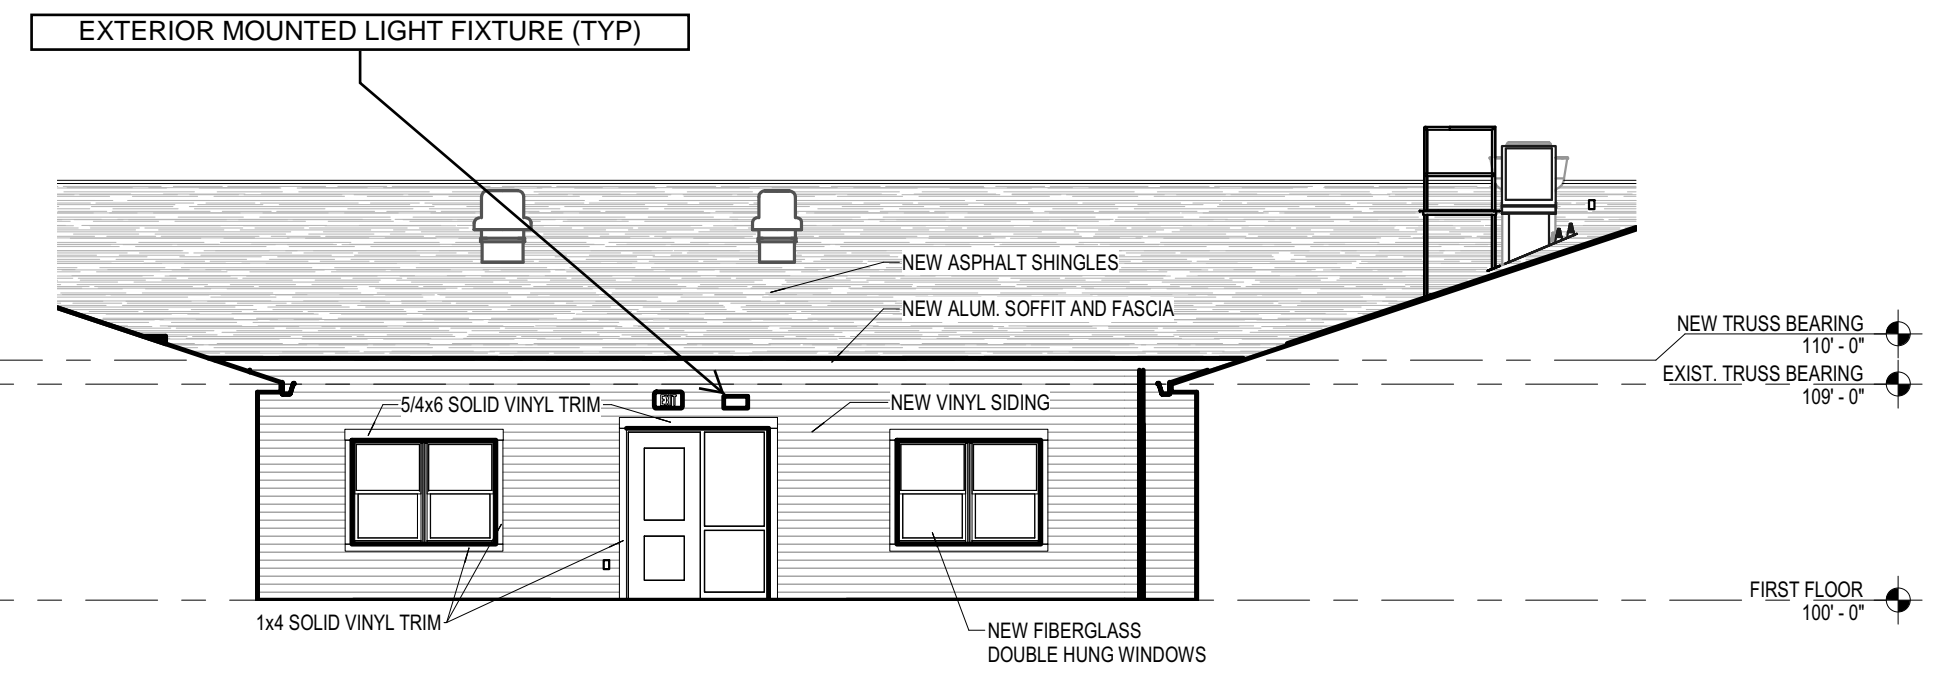 EXTERIOR MOUNTED LIGHT FIXTURE (TYP)
NEW ASPHALT SHINGLES
NEW ALUM. SOFFIT AND FASCIA
NEW TRUSS BEARING
110' - 0"
EXIST. TRUSS BEARING
109' - 0"
5/4x6 SOLID VINYL TRIM
EXIT
NEW VINYL SIDING
FIRST FLOOR
100' - 0"
1x4 SOLID VINYL TRIM
NEW FIBERGLASS
DOUBLE HUNG WINDOWS